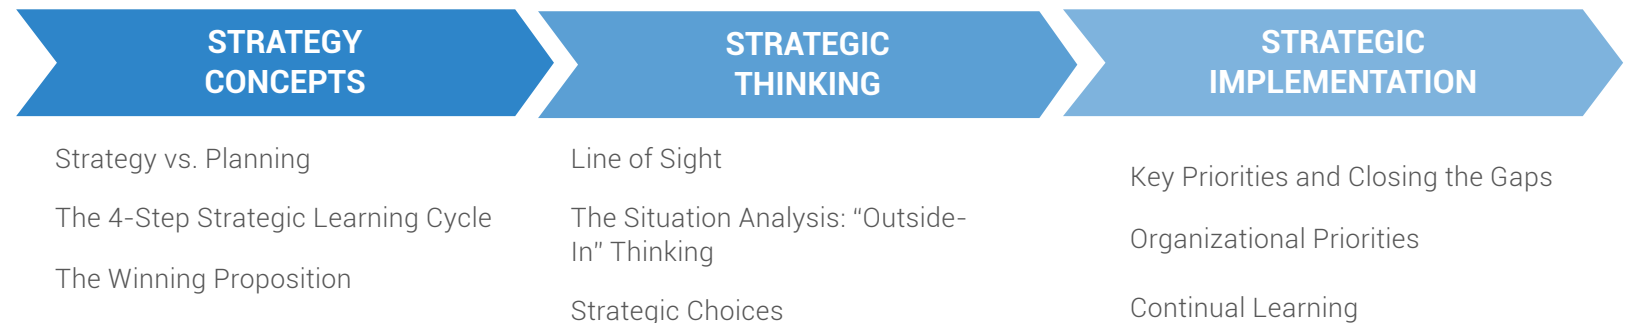 STRATEGY
CONCEPTS
Strategy vs. Planning
The 4-Step Strategic Learning Cycle
The Winning Proposition
STRATEGIC
THINKING
Line of Sight
The Situation Analysis: “Outside-
In” Thinking
Strategic Choices
STRATEGIC
IMPLEMENTATION
Key Priorities and Closing the Gaps
Organizational Priorities
Continual Learning